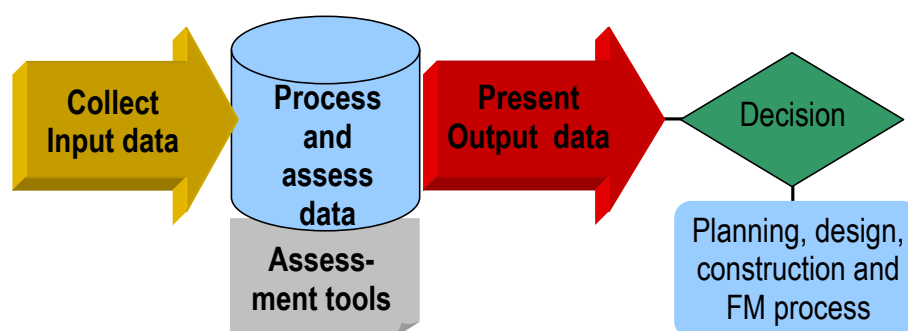 Collect
Input data
Process
and
assess
data
Assess-
ment tools
Present
Output data
Decision
Planning, design,
construction and
FM process